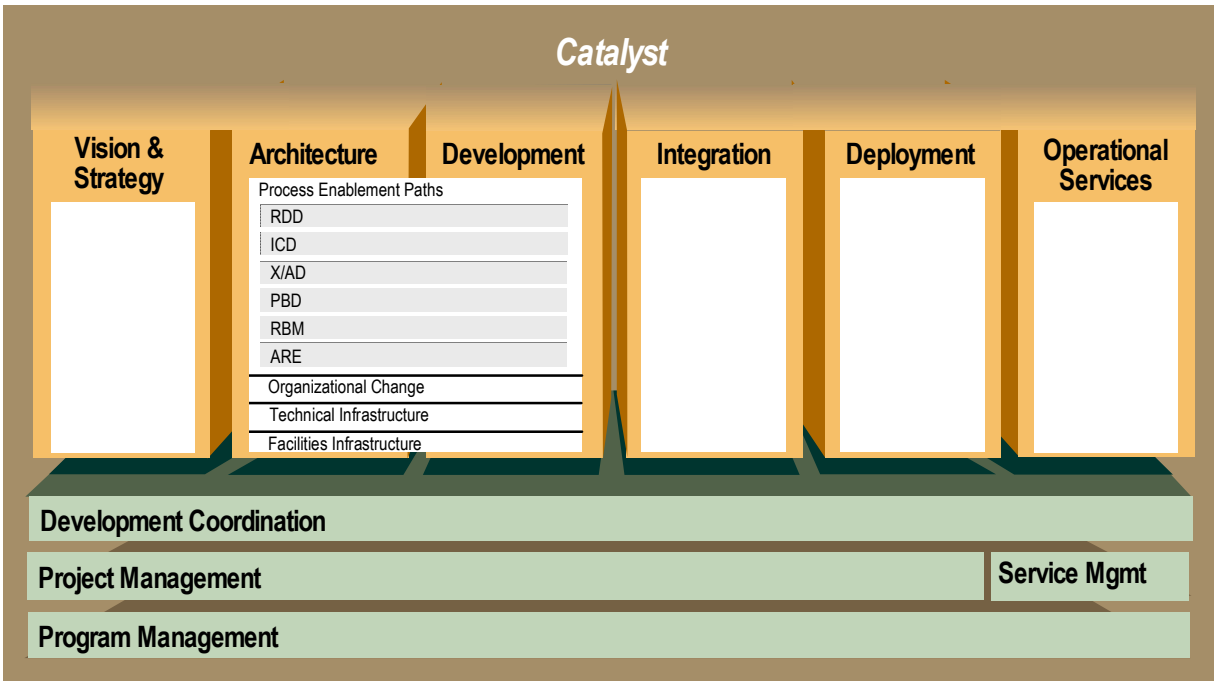 Catalyst
Vision &
Strategy
Architecture
Development
Integration
Deployment
Operational
Services
Process Enablement Paths
RDD
ICD
X/AD
PBD
RBM
ARE
Organizational Change
Technical Infrastructure
Facilities Infrastructure
Development Coordination
Project Management
Service Mgmt
Program Management